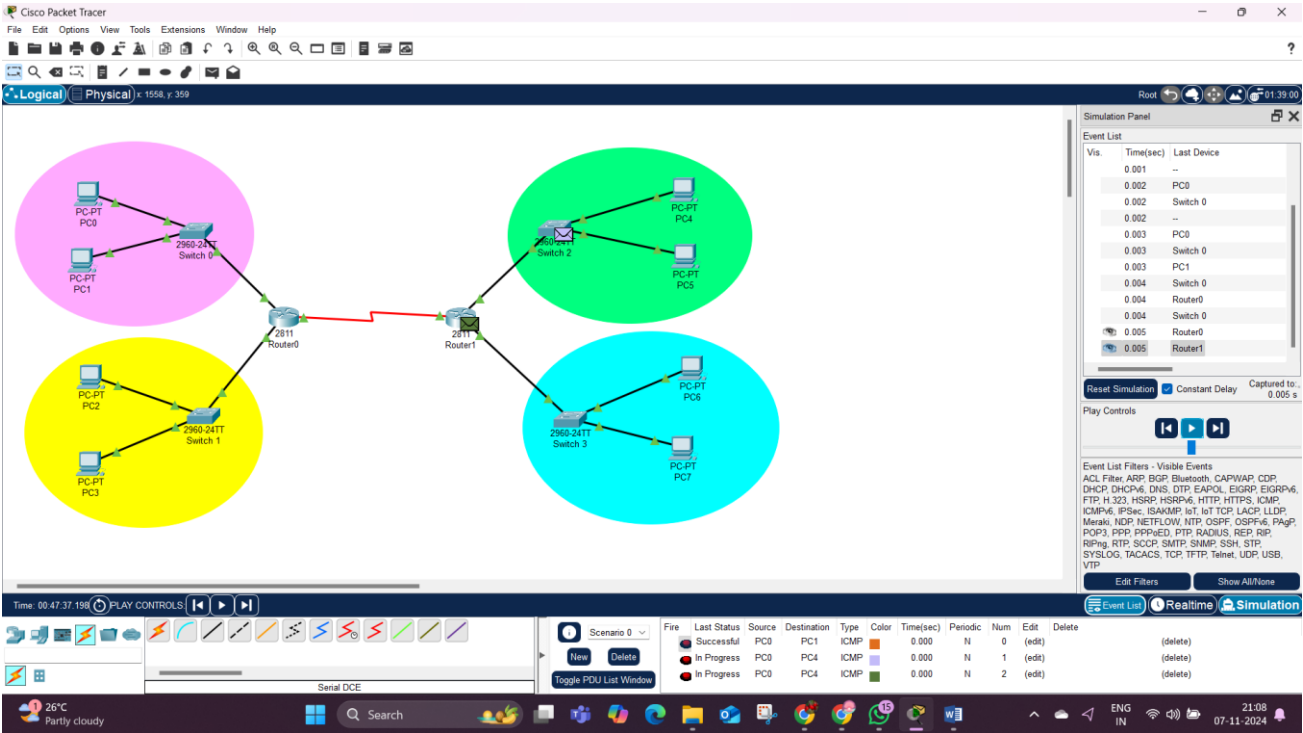 Cisco Packet Tracer
File Edit Options View Tools Extensions Window Help
?
Logical Physical x: 1558, y: 359
Root 01:39:00
PC-PT
PC0
PC-PT
PC1
2960-24TT
Switch 0
PC-PT
PC2
PC-PT
PC3
2960-24TT
Switch 1
2811
Router0
2811
Router1
2960-24TT
Switch 2
PC-PT
PC4
PC-PT
PC5
2960-24TT
Switch 3
PC-PT
PC6
PC-PT
PC7
Simulation Panel
Event List
Vis. Time(sec) Last Device
0.001 --
0.002 PC0
0.002 Switch 0
0.002 --
0.003 PC0
0.003 Switch 0
0.003 PC1
0.004 Switch 0
0.004 Router0
0.004 Switch 0
0.005 Router0
0.005 Router1
Reset Simulation Constant Delay Captured to:
0.005 s
Play Controls
Event List Filters - Visible Events
ACL Filter, ARP, BGP, Bluetooth, CAPWAP, CDP,
DHCP, DHCPv6, DNS, DTP, EAPOL, EIGRP, EIGRPv6,
FTP, H.323, HSRP, HSRPv6, HTTP, HTTPS, ICMP,
ICMPv6, IPSec, ISAKMP, IoT, IoT TCP, LACP, LLDP,
Meraki, NDP, NETFLOW, NTP, OSPF, OSPFv6, PAgP,
POP3, PPP, PPPoED, PTP, RADIUS, REP, RIP,
RIPng, RTP, SCCP, SMTP, SNMP, SSH, STP,
SYSLOG, TACACS, TCP, TFTP, Telnet, UDP, USB,
VTP
Edit Filters Show All/None
Time: 00:47:37.198 PLAY CONTROLS:
Event List Realtime Simulation
Serial DCE
Scenario 0
New Delete
Toggle PDU List Window
Fire Last Status Source Destination Type Color Time(sec) Periodic Num Edit Delete
Successful PC0 PC1 ICMP 0.000 N 0 (edit) (delete)
In Progress PC0 PC4 ICMP 0.000 N 1 (edit) (delete)
In Progress PC0 PC4 ICMP 0.000 N 2 (edit) (delete)
1
26°C
Partly cloudy
Search
15
ENG
IN
21:08
07-11-2024